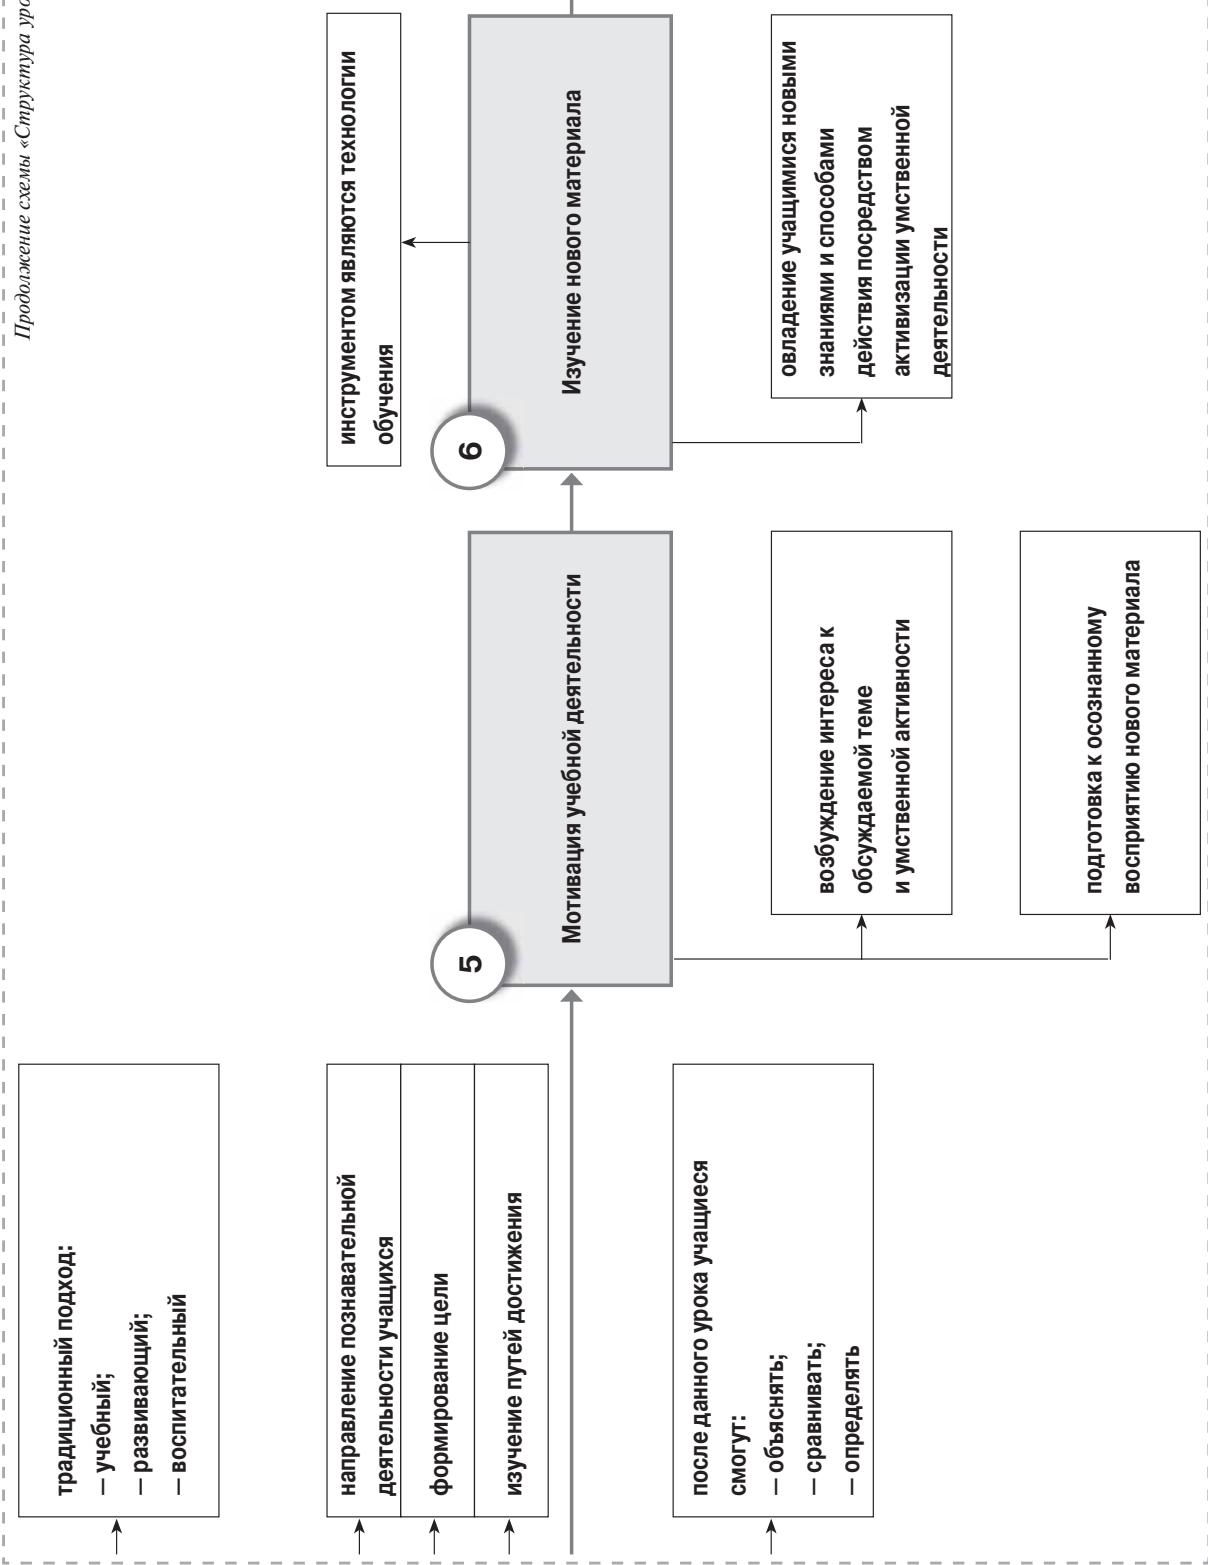 Продолжение схемы «Структура
традиционный подход:
— учебный;
— развивающий;
— воспитательный
направление познавательной
деятельности учащихся
формирование цели
изучение путей достижения
после данного урока учащиеся
смогут:
— объяснять;
— сравнивать;
— определять
5
Мотивация учебной деятельности
возбуждение интереса к
обсуждаемой теме
и умственной активности
подготовка к осознанному
восприятию нового материала
6
Изучение нового материала
инструментом являются технологии
обучения
овладение учащимися новыми
знаниями и способами
действия посредством
активизации умственной
деятельности